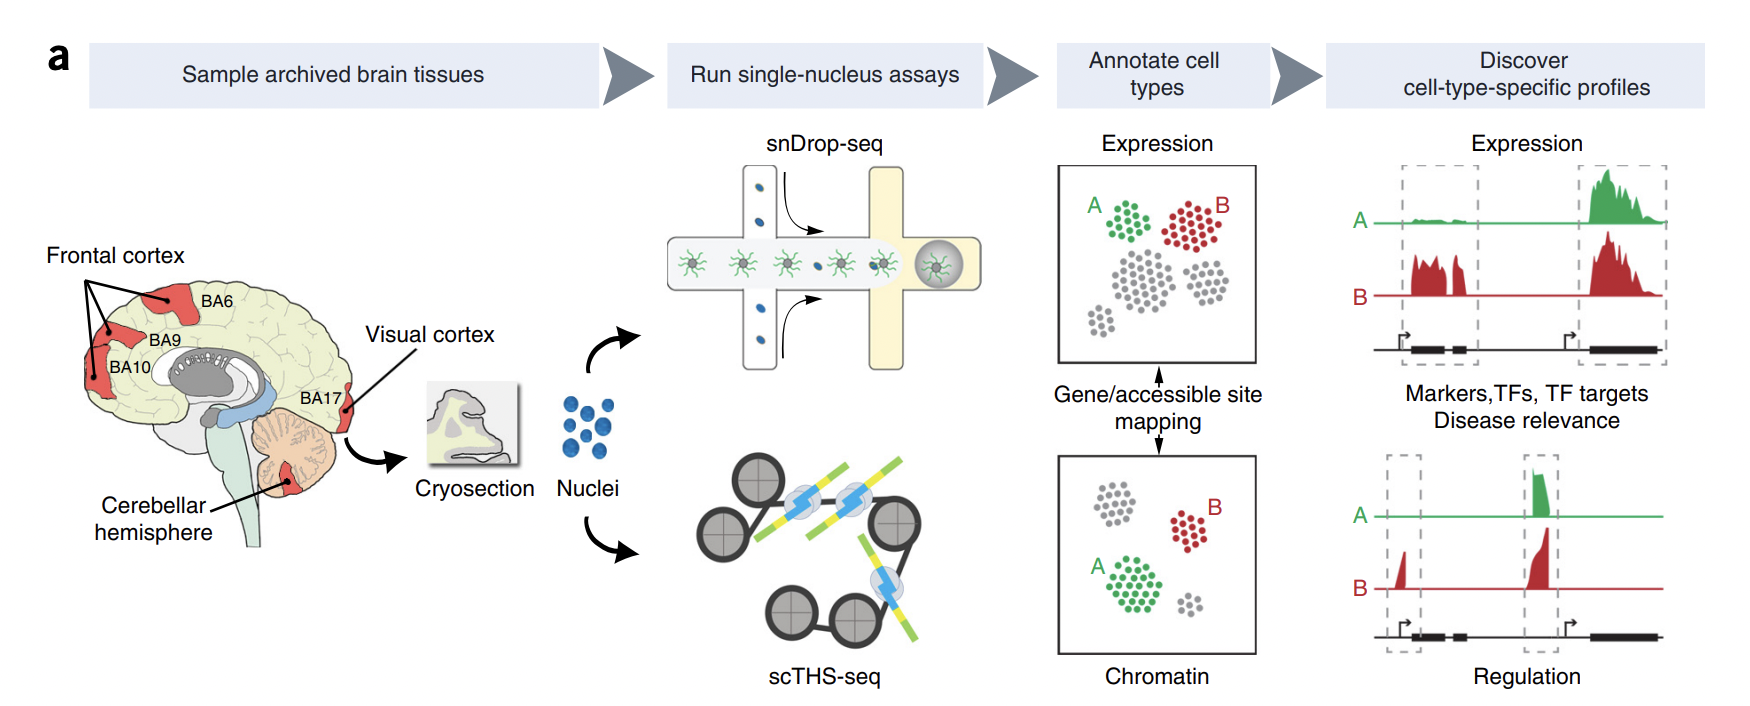 a
Sample archived brain tissues
Run single-nucleus assays
Annotate cell
types
Discover
cell-type-specific profiles
Frontal cortex
BA6
BA9
BA10
Visual cortex
BA17
Cerebellar
hemisphere
Cryosection
Nuclei
snDrop-seq
scTHS-seq
Expression
A
B
Gene/accessible site
mapping
B
A
Chromatin
Expression
A
B
Markers,TFs, TF targets
Disease relevance
A
B
Regulation